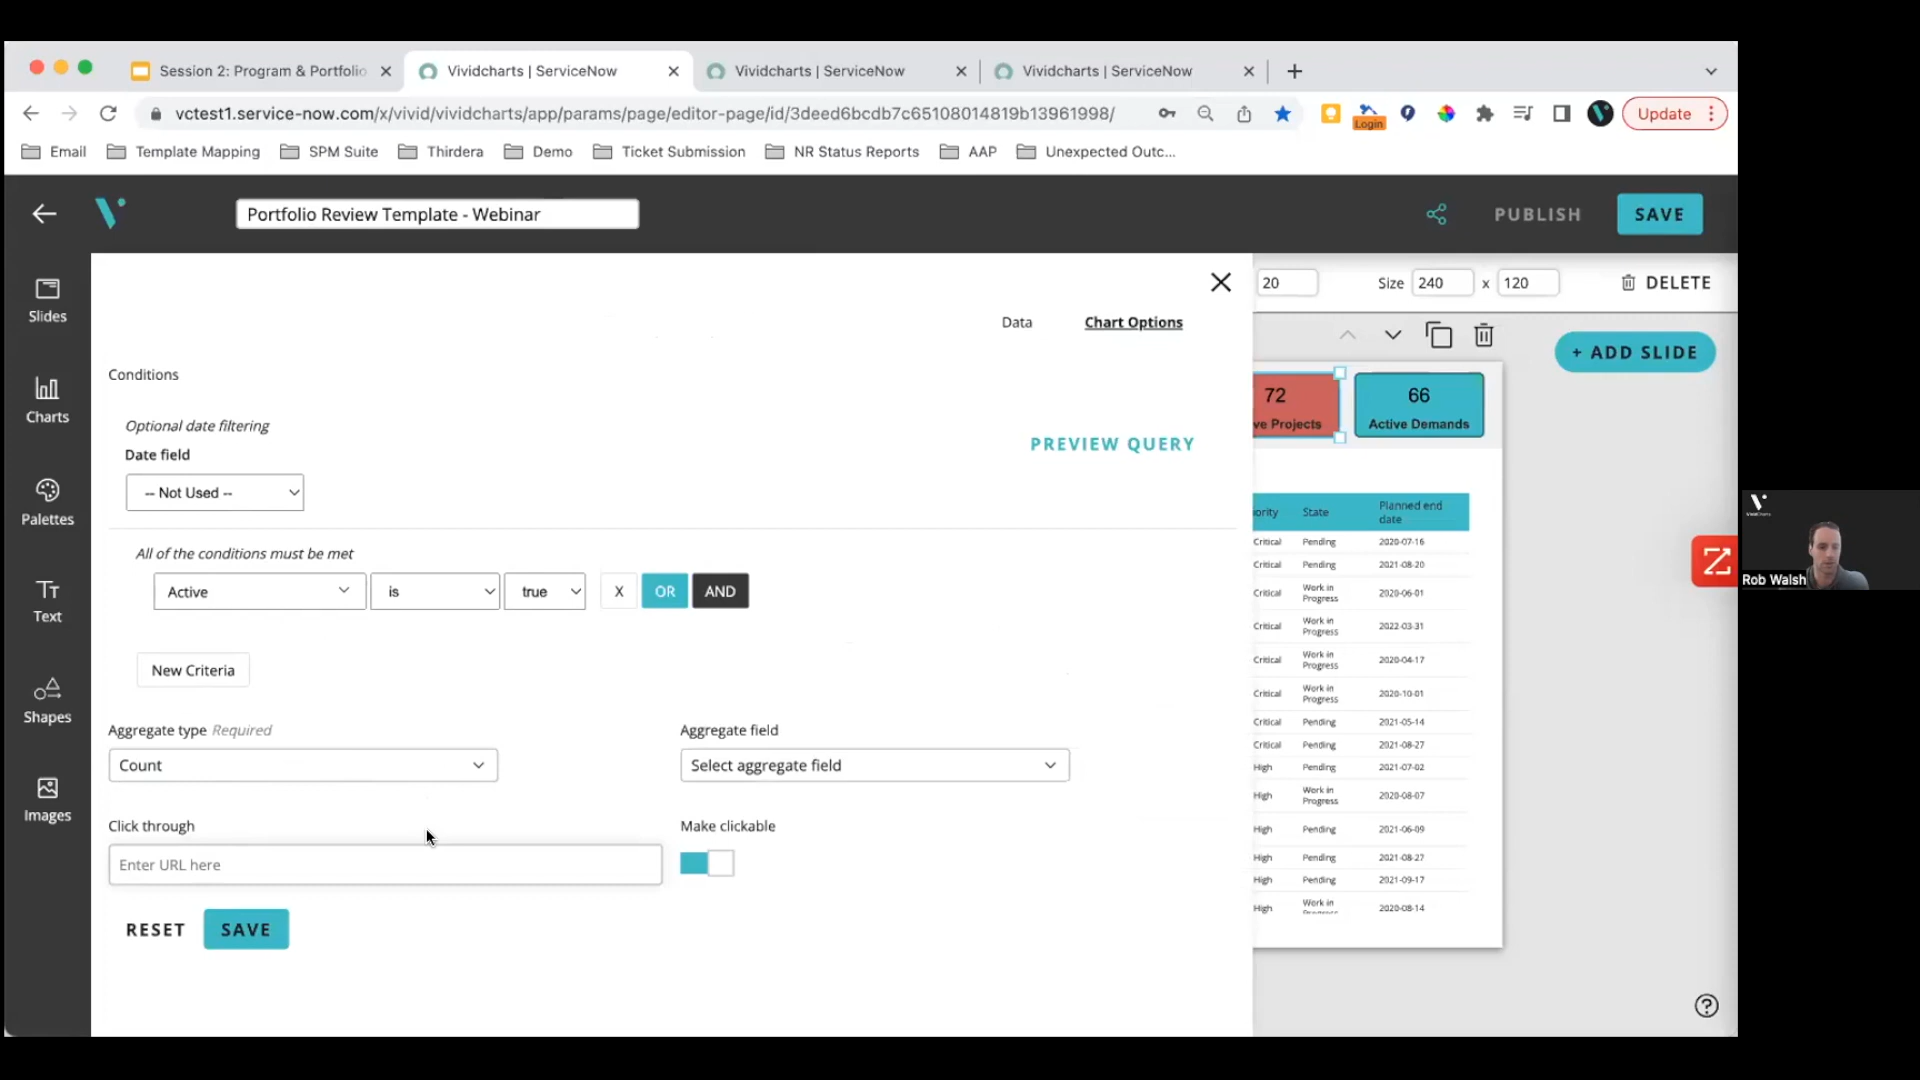 Session 2: Program & Portfolio
Vividcharts | ServiceNow
Vividcharts | ServiceNow
Vividcharts | ServiceNow
vctest1.service-now.com/x/vivid/vividcharts/app/params/page/editor-page/id/3deed6bcdb7c65108014819b13961998/
Login
Update
Email
Template Mapping
SPM Suite
Thirdera
Demo
Ticket Submission
NR Status Reports
AAP
Unexpected Outc...
Portfolio Review Template - Webinar
PUBLISH
SAVE
Slides
Charts
Palettes
Text
Shapes
Images
20
Size 240 x 120
DELETE
Data
Chart Options
+ ADD SLIDE
Conditions
Optional date filtering
Date field
-- Not Used --
PREVIEW QUERY
All of the conditions must be met
Active
is
true
X
OR
AND
New Criteria
Aggregate type Required
Count
Aggregate field
Select aggregate field
Click through
Enter URL here
Make clickable
RESET
SAVE
72
ve Projects
66
Active Demands
ority State Planned end
date
Critical Pending 2020-07-16
Critical Pending 2021-08-20
Critical Work in
Progress 2020-06-01
Critical Work in
Progress 2022-03-31
Critical Work in
Progress 2020-04-17
Critical Work in
Progress 2020-10-01
Critical Pending 2021-05-14
Critical Pending 2021-08-27
High Pending 2021-07-02
High Work in
Progress 2020-08-07
High Pending 2021-06-09
High Pending 2021-08-27
High Pending 2021-09-17
High Work in
Progress 2020-08-14
Rob Walsh